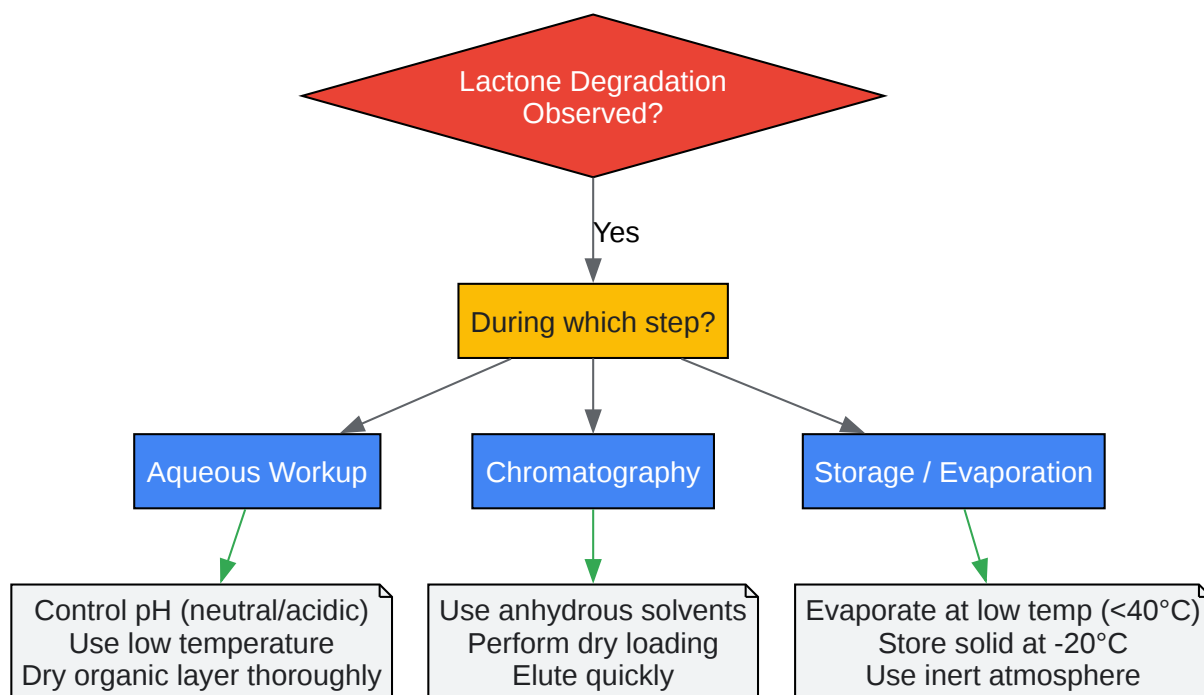 Lactone Degradation
Observed?
Yes
During which step?
Aqueous Workup
Chromatography
Storage / Evaporation
Control pH (neutral/acidic)
Use low temperature
Dry organic layer thoroughly
Use anhydrous solvents
Perform dry loading
Elute quickly
Evaporate at low temp (<40°C)
Store solid at -20°C
Use inert atmosphere